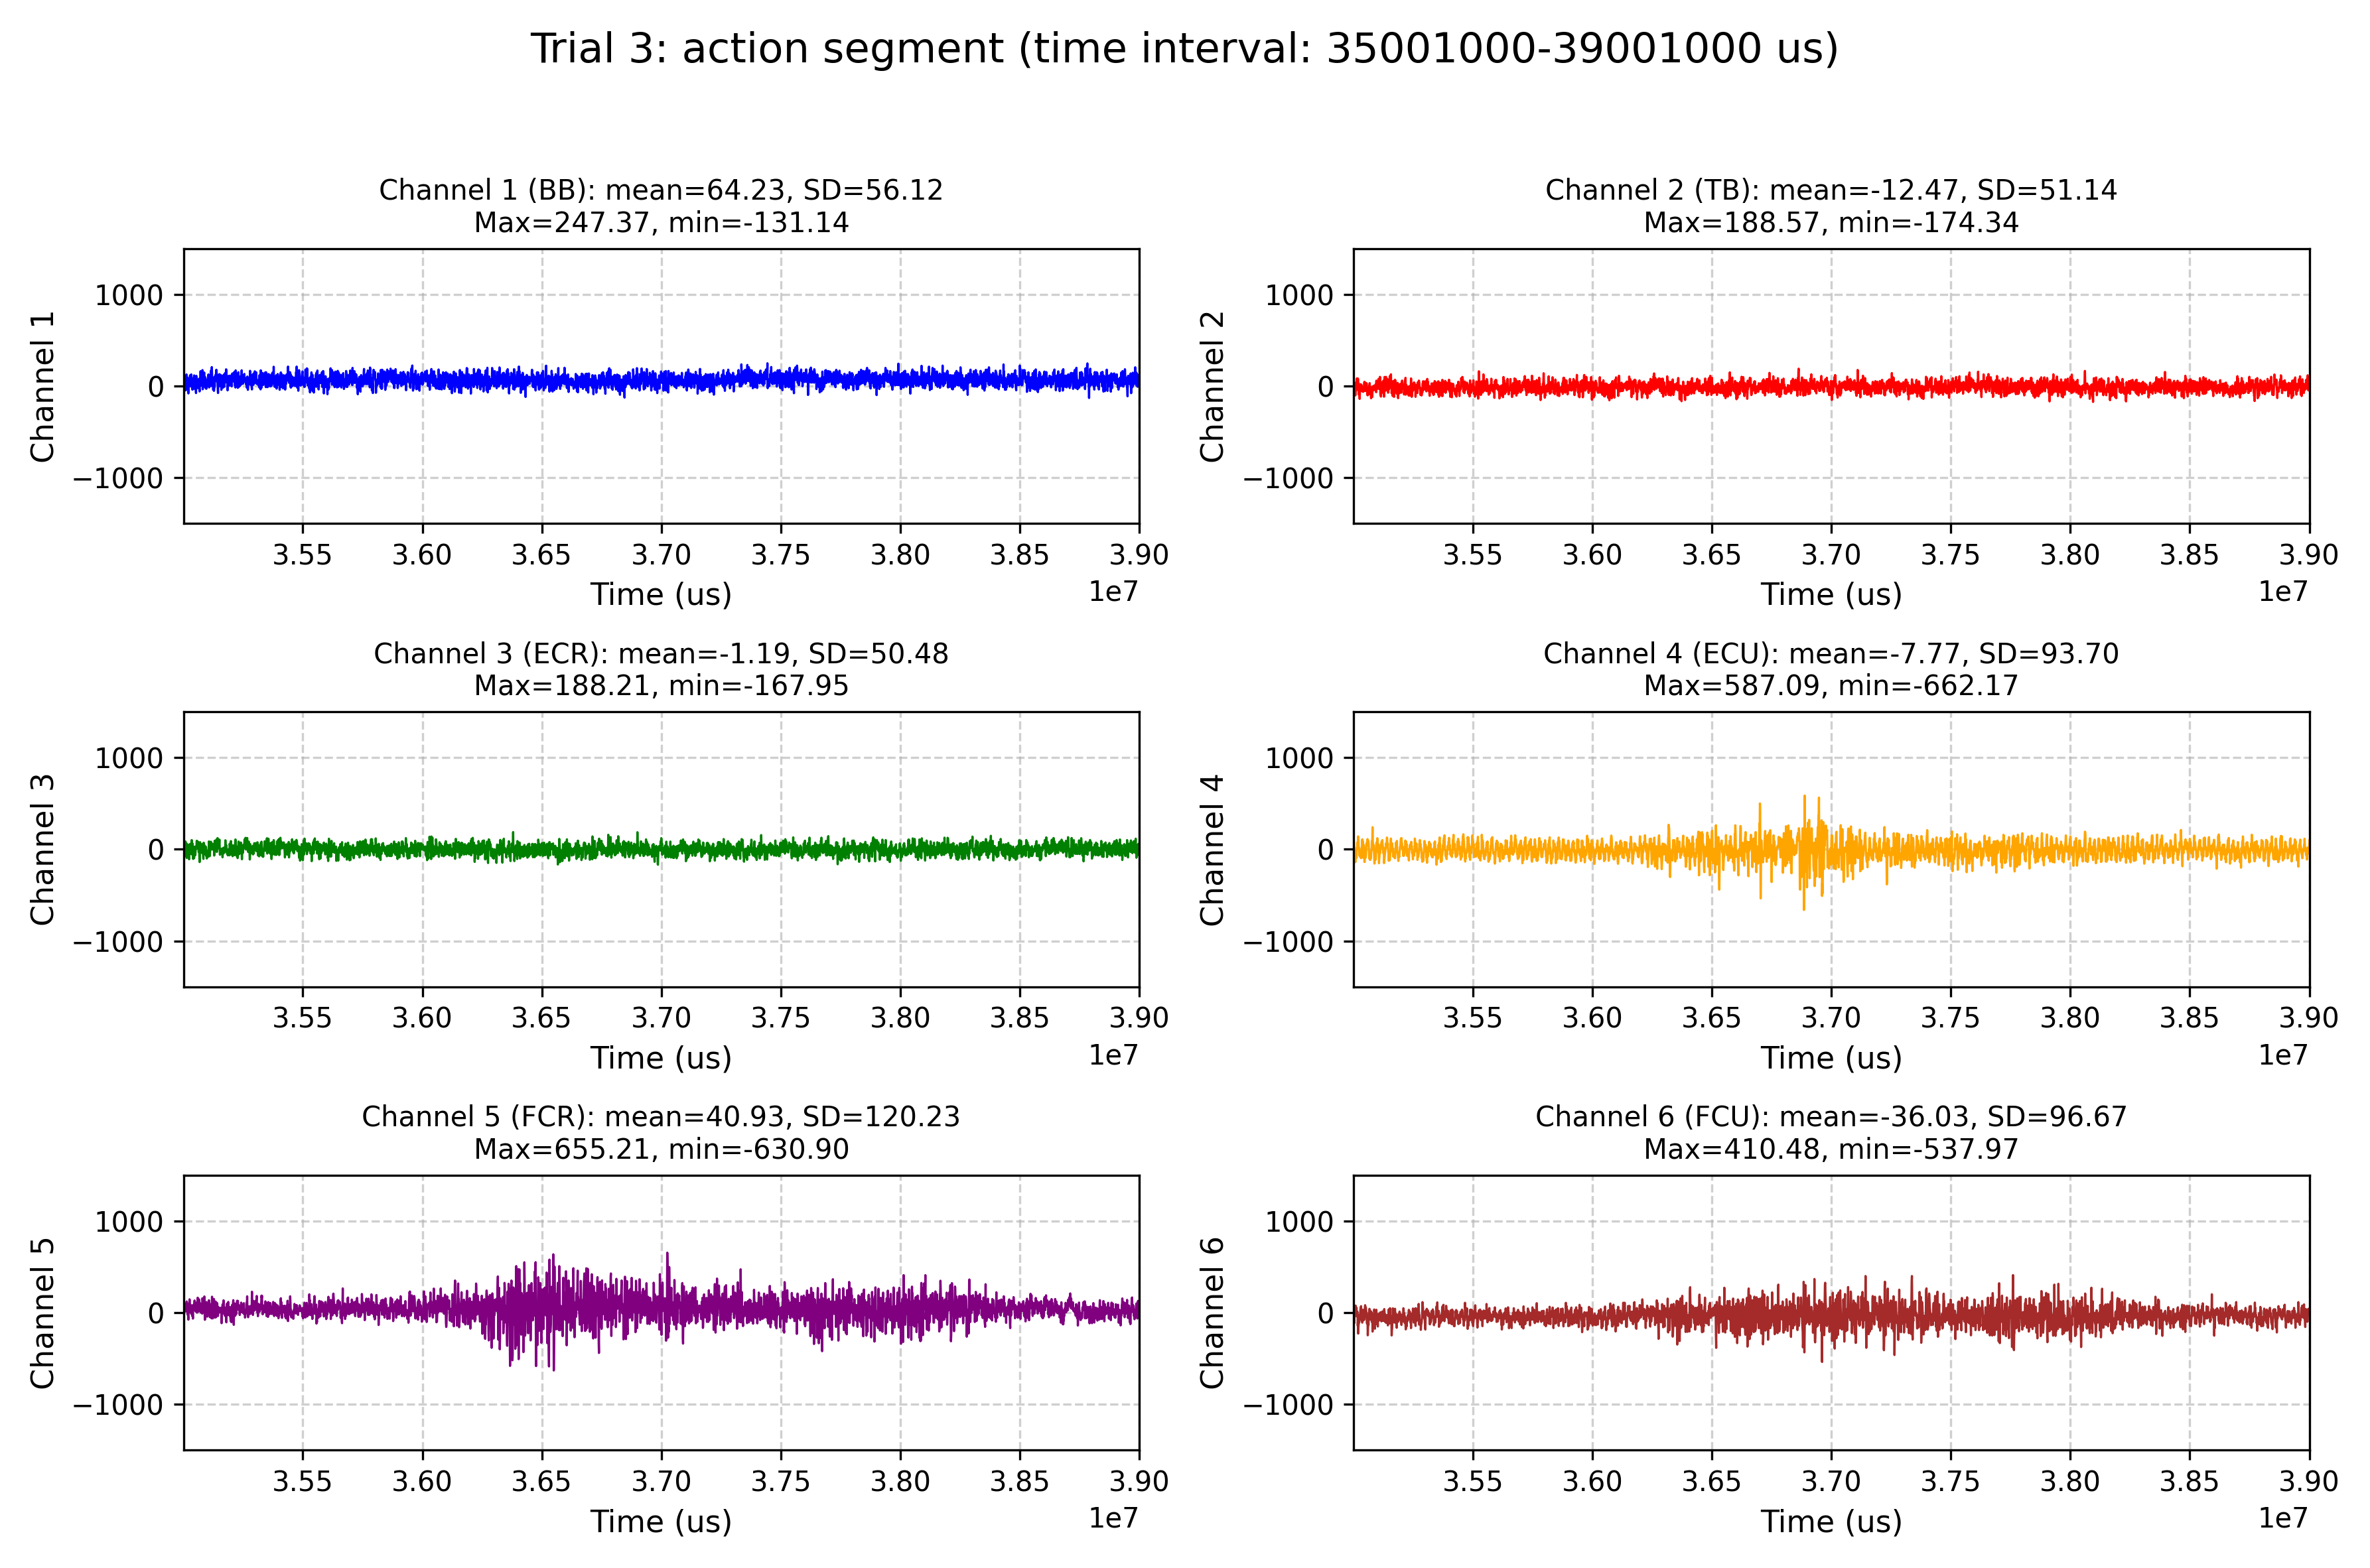 Trial 3: action segment (time interval: 35001000-39001000 us)
Channel 1 (BB): mean=64.23, SD=56.12
Max=247.37, min=-131.14
Channel 1
1000
0
−1000
3.55 3.60 3.65 3.70 3.75 3.80 3.85 3.90
1e7
Time (us)
Channel 2 (TB): mean=-12.47, SD=51.14
Max=188.57, min=-174.34
Channel 2
1000
0
−1000
3.55 3.60 3.65 3.70 3.75 3.80 3.85 3.90
1e7
Time (us)
Channel 3 (ECR): mean=-1.19, SD=50.48
Max=188.21, min=-167.95
Channel 3
1000
0
−1000
3.55 3.60 3.65 3.70 3.75 3.80 3.85 3.90
1e7
Time (us)
Channel 4 (ECU): mean=-7.77, SD=93.70
Max=587.09, min=-662.17
Channel 4
1000
0
−1000
3.55 3.60 3.65 3.70 3.75 3.80 3.85 3.90
1e7
Time (us)
Channel 5 (FCR): mean=40.93, SD=120.23
Max=655.21, min=-630.90
Channel 5
1000
0
−1000
3.55 3.60 3.65 3.70 3.75 3.80 3.85 3.90
1e7
Time (us)
Channel 6 (FCU): mean=-36.03, SD=96.67
Max=410.48, min=-537.97
Channel 6
1000
0
−1000
3.55 3.60 3.65 3.70 3.75 3.80 3.85 3.90
1e7
Time (us)